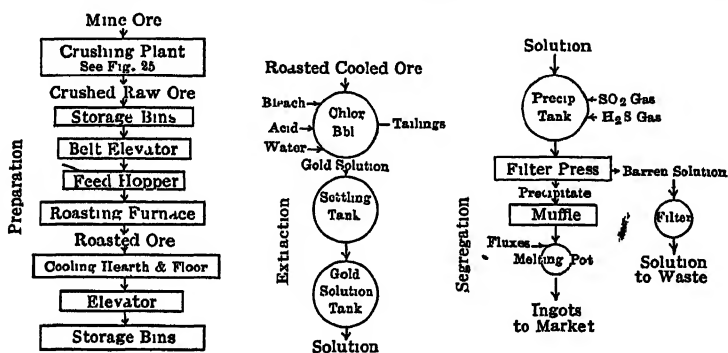 Preparation
Mine Ore
Crushing Plant
See Fig. 25
Crushed Raw Ore
Storage Bins
Belt Elevator
Feed Hopper
Roasting Furnace
Roasted Ore
Cooling Hearth & Floor
Elevator
Storage Bins
Extraction
Roasted Cooled Ore
Bleach
Acid
Water
Chlor
Bbl
Tailings
Gold Solution
Settling
Tank
Gold
Solution
Tank
Solution
Segregation
Solution
Precip
Tank
SO2 Gas
H2S Gas
Filter Press
Barren Solution
Precipitate
Muffle
Filter
Fluxes
Melting Pot
Solution
to Waste
Ingots
to Market